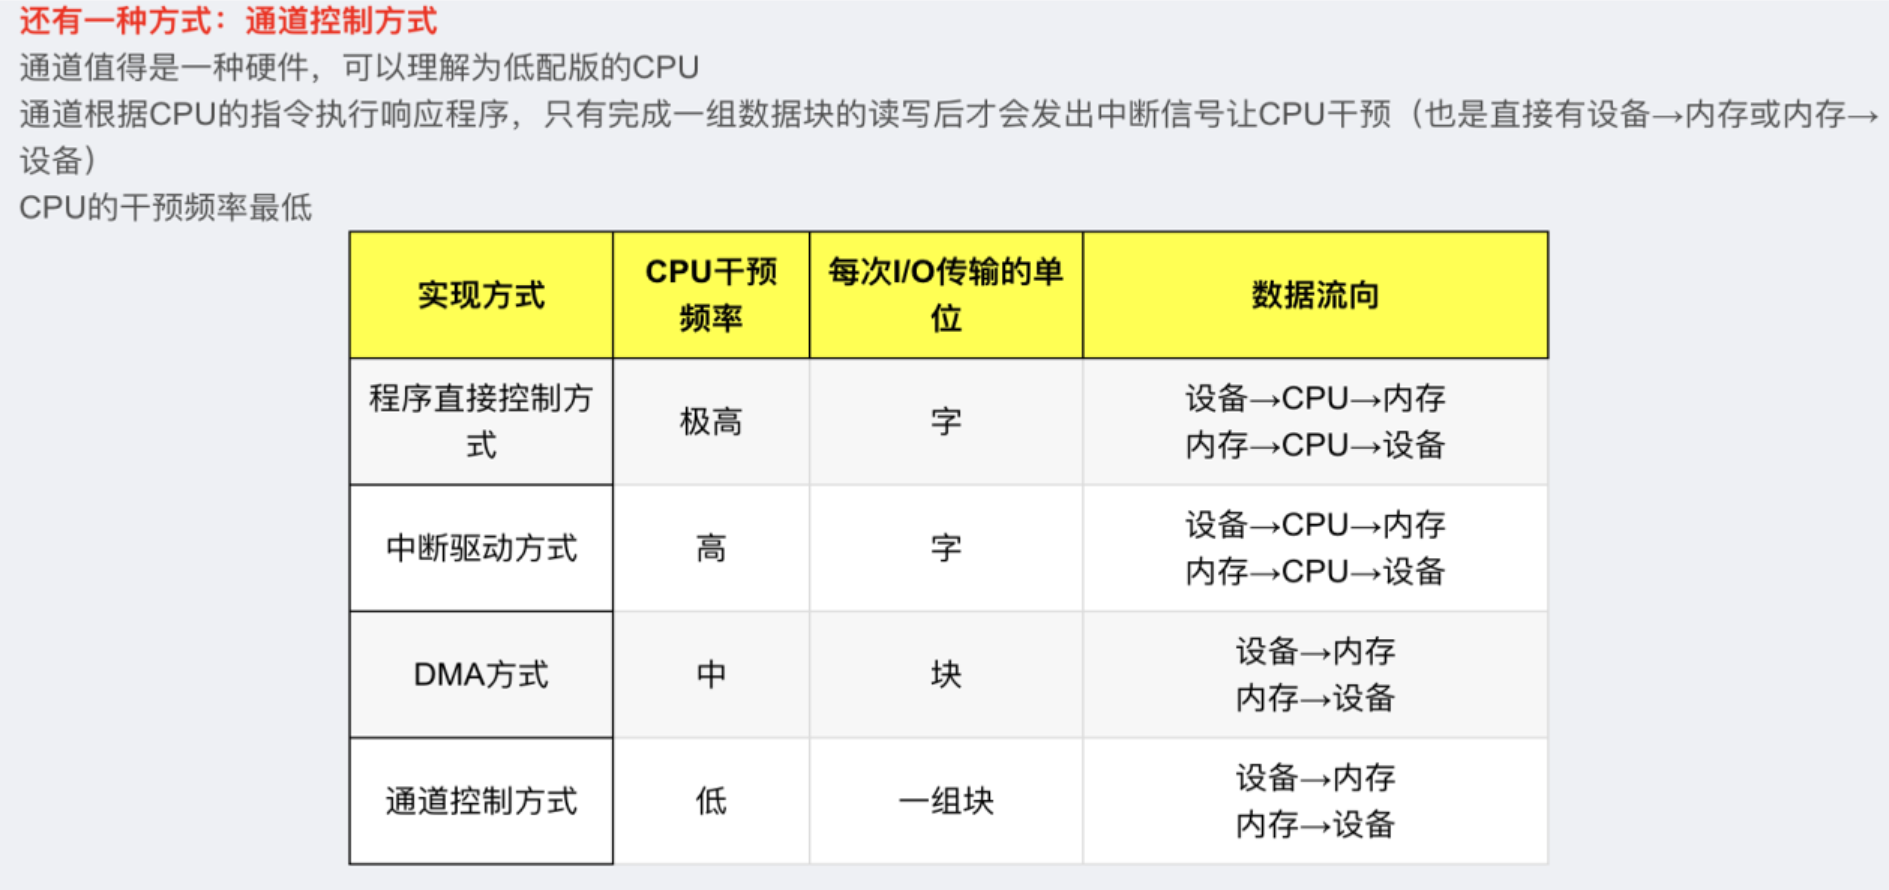 还有一种方式：通道控制方式
通道值得是一种硬件，可以理解为低配版的CPU
通道根据CPU的指令执行响应程序，只有完成一组数据块的读写后才会发出中断信号让CPU干预（也是直接有设备→内存或内存→
设备）
CPU的干预频率最低
实现方式
CPU干预
频率
每次I/O传输的单
位
数据流向
程序直接控制方
式
极高
字
设备→CPU→内存
内存→CPU→设备
中断驱动方式
高
字
设备→CPU→内存
内存→CPU→设备
DMA方式
中
块
设备→内存
内存→设备
通道控制方式
低
一组块
设备→内存
内存→设备